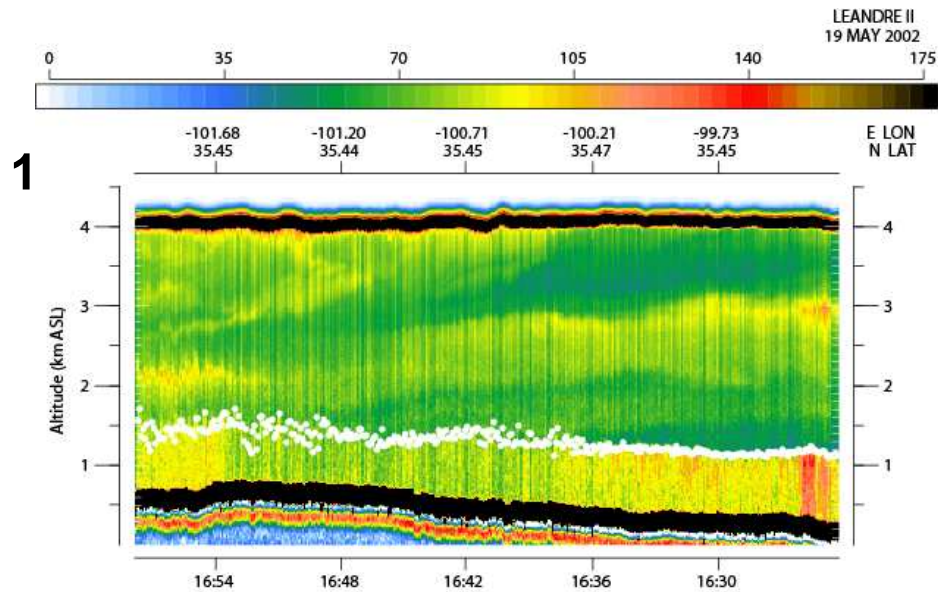 LEANDRE II
19 MAY 2002
0 35 70 105 140 175
-101.68 -101.20 -100.71 -100.21 -99.73 E LON
35.45 35.44 35.45 35.47 35.45 N LAT
1
4 4
3 3
2 2
1 1
Altitude (km ASL)
16:54 16:48 16:42 16:36 16:30